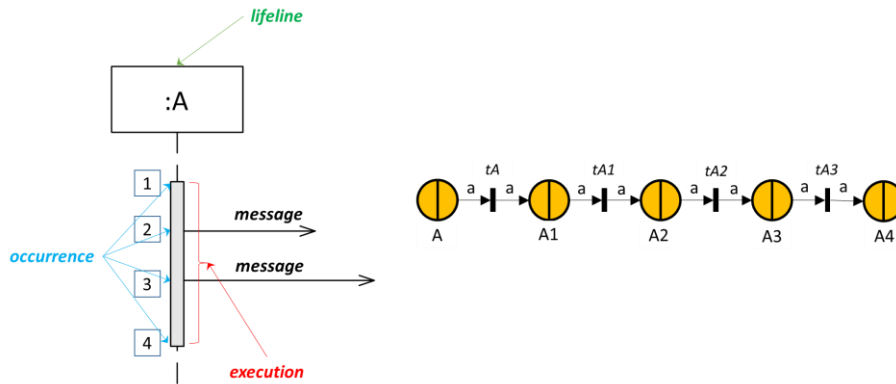 lifeline
:A
1
2
3
4
message
message
occurrence
execution
tA tA1 tA2 tA3
a a a a a a a a
A A1 A2 A3 A4